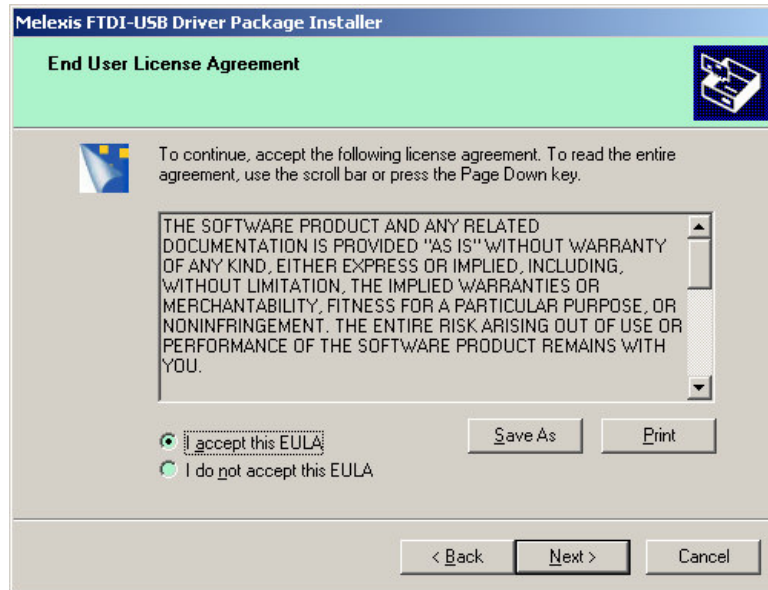 Melexis FTDI-USB Driver Package Installer
End User License Agreement
To continue, accept the following license agreement. To read the entire
agreement, use the scroll bar or press the Page Down key.
THE SOFTWARE PRODUCT AND ANY RELATED
DOCUMENTATION IS PROVIDED "AS IS" WITHOUT WARRANTY
OF ANY KIND, EITHER EXPRESS OR IMPLIED, INCLUDING,
WITHOUT LIMITATION, THE IMPLIED WARRANTIES OR
MERCHANTABILITY, FITNESS FOR A PARTICULAR PURPOSE, OR
NONINFRINGEMENT. THE ENTIRE RISK ARISING OUT OF USE OR
PERFORMANCE OF THE SOFTWARE PRODUCT REMAINS WITH
YOU.
I accept this EULA
Save As
Print
I do not accept this EULA
< Back
Next >
Cancel